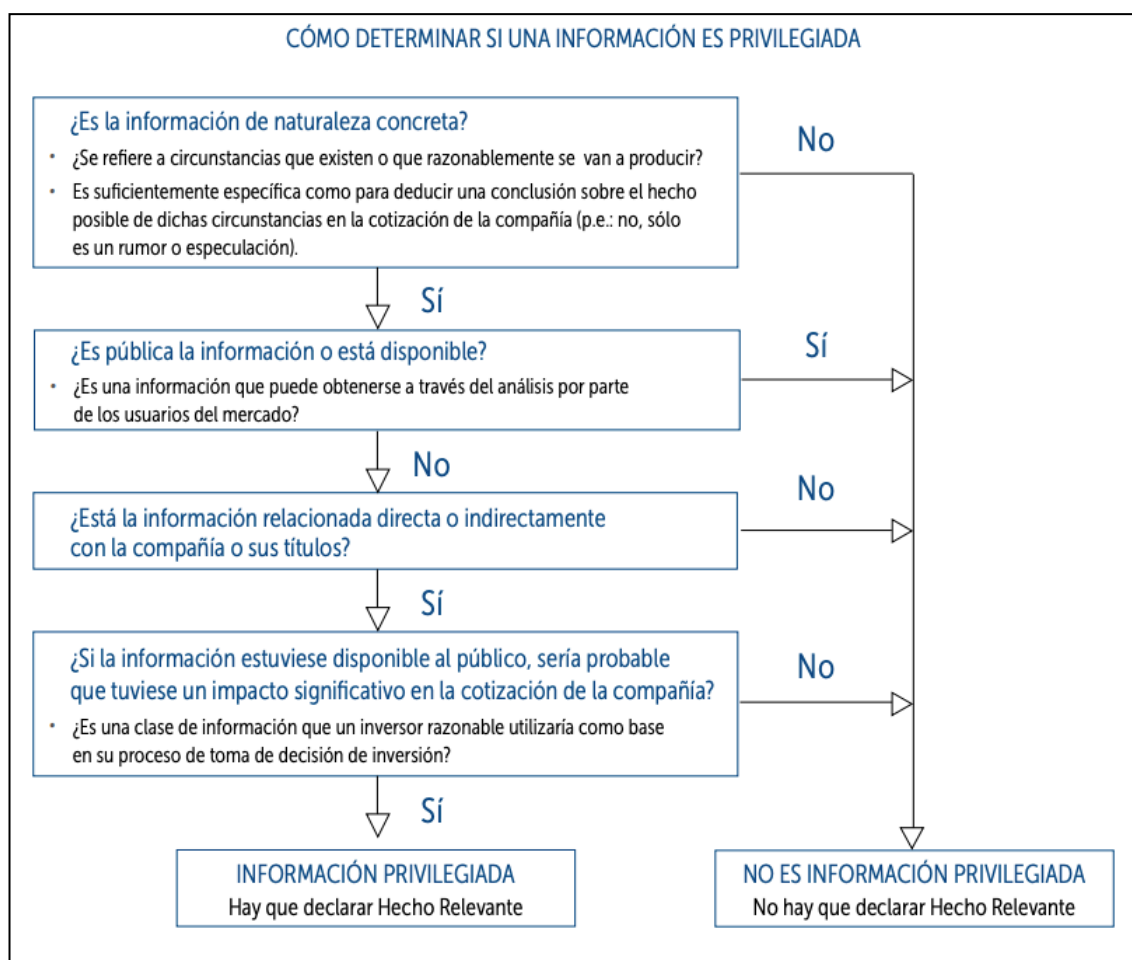 CÓMO DETERMINAR SI UNA INFORMACIÓN ES PRIVILEGIADA
¿Es la información de naturaleza concreta?
• ¿Se refiere a circunstancias que existen o que razonablemente se van a producir?
• Es suficientemente específica como para deducir una conclusión sobre el hecho
posible de dichas circunstancias en la cotización de la compañía (p.e.: no, sólo
es un rumor o especulación).
No
Sí
¿Es pública la información o está disponible?
• ¿Es una información que puede obtenerse a través del análisis por parte
de los usuarios del mercado?
Sí
No
¿Está la información relacionada directa o indirectamente
con la compañía o sus títulos?
No
Sí
¿Si la información estuviese disponible al público, sería probable
que tuviese un impacto significativo en la cotización de la compañía?
• ¿Es una clase de información que un inversor razonable utilizaría como base
en su proceso de toma de decisión de inversión?
No
Sí
INFORMACIÓN PRIVILEGIADA
Hay que declarar Hecho Relevante
NO ES INFORMACIÓN PRIVILEGIADA
No hay que declarar Hecho Relevante